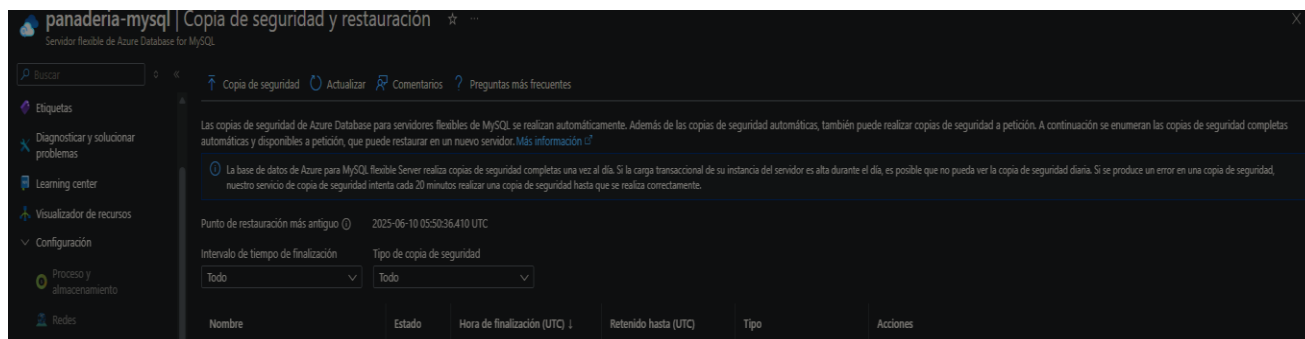 panaderia-mysql | Copia de seguridad y restauración
Servidor flexible de Azure Database for MySQL
Buscar
Etiquetas
Diagnosticar y solucionar
problemas
Learning center
Visualizador de recursos
Configuración
Proceso y
almacenamiento
Redes
Copia de seguridad Actualizar Comentarios Preguntas más frecuentes
Las copias de seguridad de Azure Database para servidores flexibles de MySQL se realizan automáticamente. Además de las copias de seguridad automáticas, también puede realizar copias de seguridad a petición. A continuación se enumeran las copias de seguridad completas
automáticas y disponibles a petición, que puede restaurar en un nuevo servidor. Más información
La base de datos de Azure para MySQL flexible Server realiza copias de seguridad completas una vez al día. Si la carga transaccional de su instancia del servidor es alta durante el día, es posible que no pueda ver la copia de seguridad diaria. Si se produce un error en una copia de seguridad,
nuestro servicio de copia de seguridad intenta cada 20 minutos realizar una copia de seguridad hasta que se realiza correctamente.
Punto de restauración más antiguo 2025-06-10 05:50:36.410 UTC
Intervalo de tiempo de finalización Tipo de copia de seguridad
Todo Todo
Nombre Estado Hora de finalización (UTC) ↓ Retenido hasta (UTC) Tipo Acciones